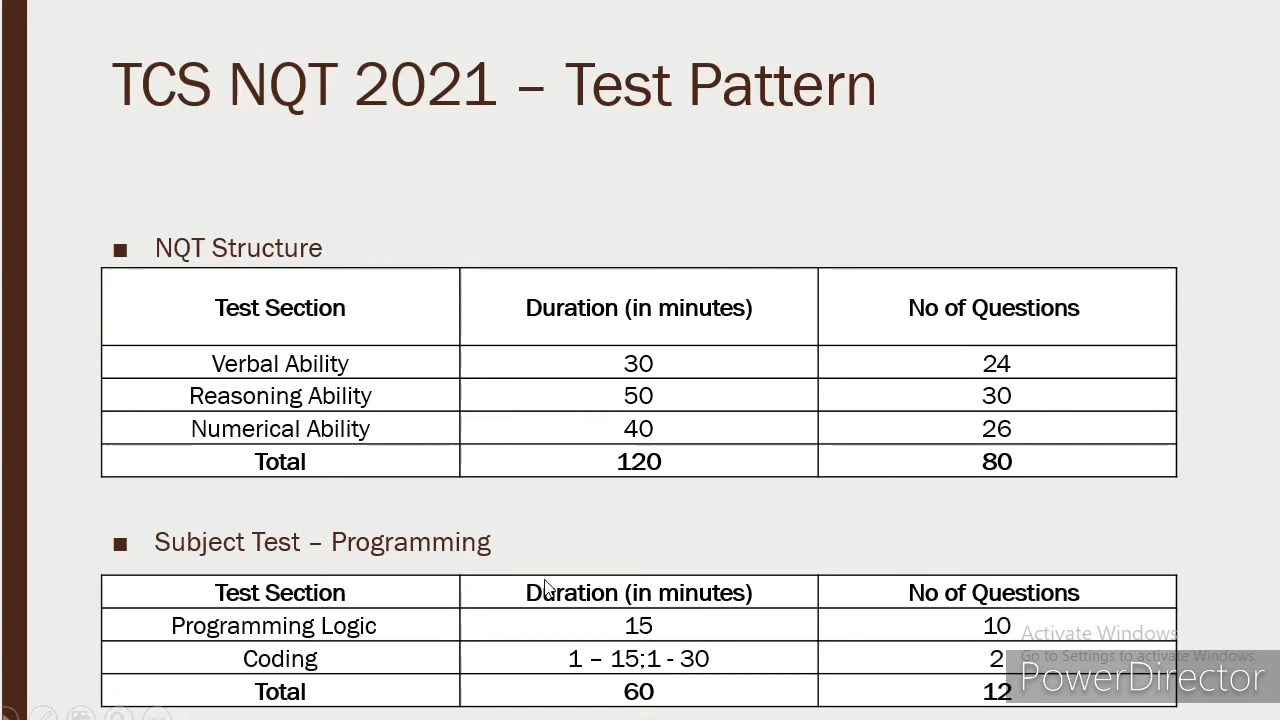 TCS NQT 2021 – Test Pattern
■ NQT Structure
Test Section Duration (in minutes) No of Questions
Verbal Ability 30 24
Reasoning Ability 50 30
Numerical Ability 40 26
Total 120 80
■ Subject Test – Programming
Test Section Duration (in minutes) No of Questions
Programming Logic 15 10
Coding 1 – 15;1 - 30 2
Total 60 12
Activate Windows
Go to Settings to activate Windows.
PowerDirector